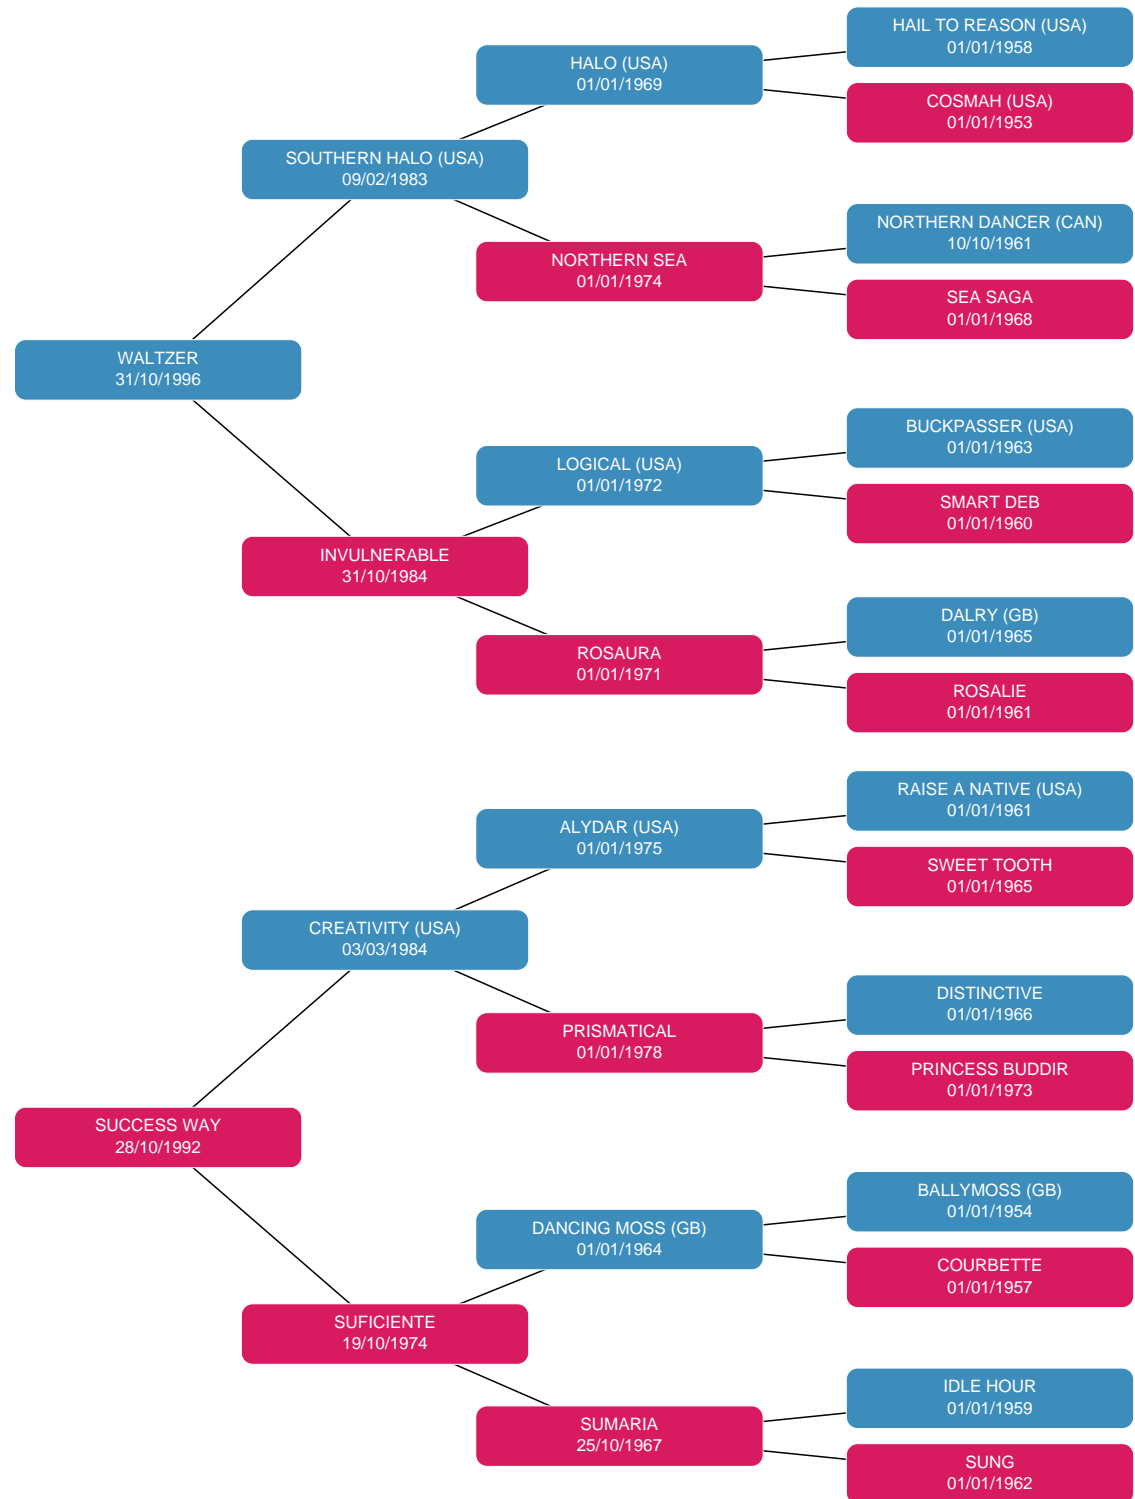 HAIL TO REASON (USA)
01/01/1958
HALO (USA)
01/01/1969
COSMAH (USA)
01/01/1953
SOUTHERN HALO (USA)
09/02/1983
NORTHERN DANCER (CAN)
10/10/1961
NORTHERN SEA
01/01/1974
SEA SAGA
01/01/1968
WALTZER
31/10/1996
BUCKPASSER (USA)
01/01/1963
LOGICAL (USA)
01/01/1972
SMART DEB
01/01/1960
INVULNERABLE
31/10/1984
DALRY (GB)
01/01/1965
ROSAURA
01/01/1971
ROSALIE
01/01/1961
RAISE A NATIVE (USA)
01/01/1961
ALYDAR (USA)
01/01/1975
SWEET TOOTH
01/01/1965
CREATIVITY (USA)
03/03/1984
DISTINCTIVE
01/01/1966
PRISMATICAL
01/01/1978
PRINCESS BUDDIR
01/01/1973
SUCCESS WAY
28/10/1992
BALLYMOSS (GB)
01/01/1954
DANCING MOSS (GB)
01/01/1964
COURBETTE
01/01/1957
SUFICIENTE
19/10/1974
IDLE HOUR
01/01/1959
SUMARIA
25/10/1967
SUNG
01/01/1962